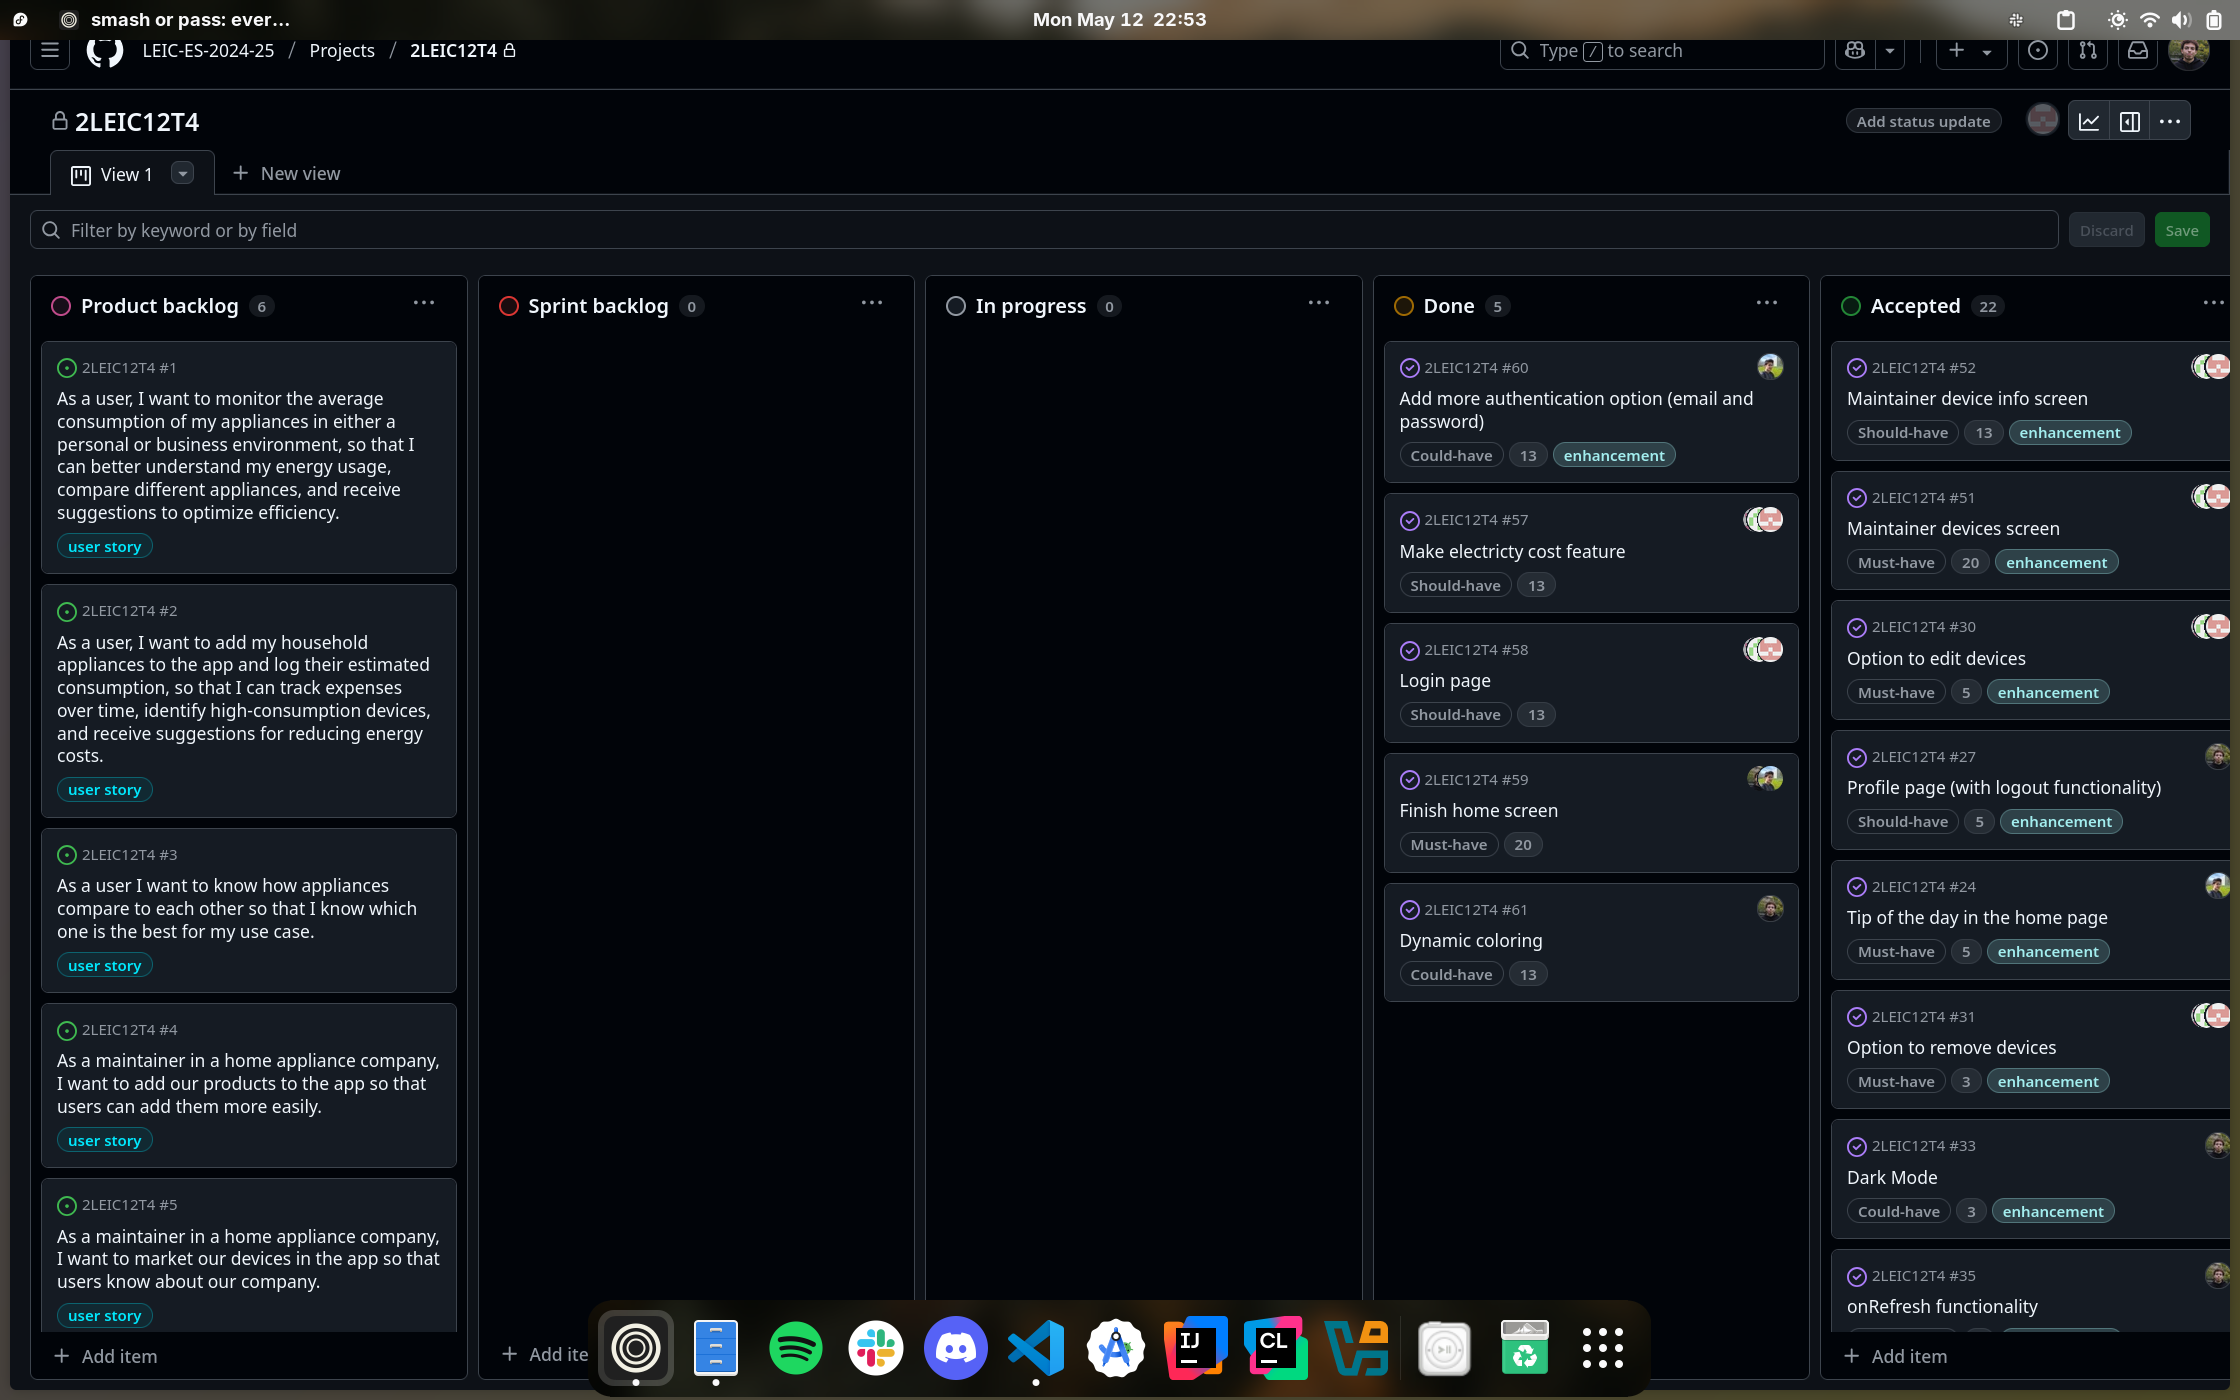 smash or pass: ever...
Mon May 12 22:53
LEIC-ES-2024-25 / Projects / 2LEIC12T4
Type / to search
2LEIC12T4
Add status update
View 1
New view
Filter by keyword or by field
Discard
Save
Product backlog 6
2LEIC12T4 #1
As a user, I want to monitor the average
consumption of my appliances in either a
personal or business environment, so that I
can better understand my energy usage,
compare different appliances, and receive
suggestions to optimize efficiency.
user story
2LEIC12T4 #2
As a user, I want to add my household
appliances to the app and log their estimated
consumption, so that I can track expenses
over time, identify high-consumption devices,
and receive suggestions for reducing energy
costs.
user story
2LEIC12T4 #3
As a user I want to know how appliances
compare to each other so that I know which
one is the best for my use case.
user story
2LEIC12T4 #4
As a maintainer in a home appliance company,
I want to add our products to the app so that
users can add them more easily.
user story
2LEIC12T4 #5
As a maintainer in a home appliance company,
I want to market our devices in the app so that
users know about our company.
user story
Add item
Sprint backlog 0
Add ite
In progress 0
Done 5
2LEIC12T4 #60
Add more authentication option (email and
password)
Could-have 13 enhancement
2LEIC12T4 #57
Make electricty cost feature
Should-have 13
2LEIC12T4 #58
Login page
Should-have 13
2LEIC12T4 #59
Finish home screen
Must-have 20
2LEIC12T4 #61
Dynamic coloring
Could-have 13
Accepted 22
2LEIC12T4 #52
Maintainer device info screen
Should-have 13 enhancement
2LEIC12T4 #51
Maintainer devices screen
Must-have 20 enhancement
2LEIC12T4 #30
Option to edit devices
Must-have 5 enhancement
2LEIC12T4 #27
Profile page (with logout functionality)
Should-have 5 enhancement
2LEIC12T4 #24
Tip of the day in the home page
Must-have 5 enhancement
2LEIC12T4 #31
Option to remove devices
Must-have 3 enhancement
2LEIC12T4 #33
Dark Mode
Could-have 3 enhancement
2LEIC12T4 #35
onRefresh functionality
Add item
IJ
CL